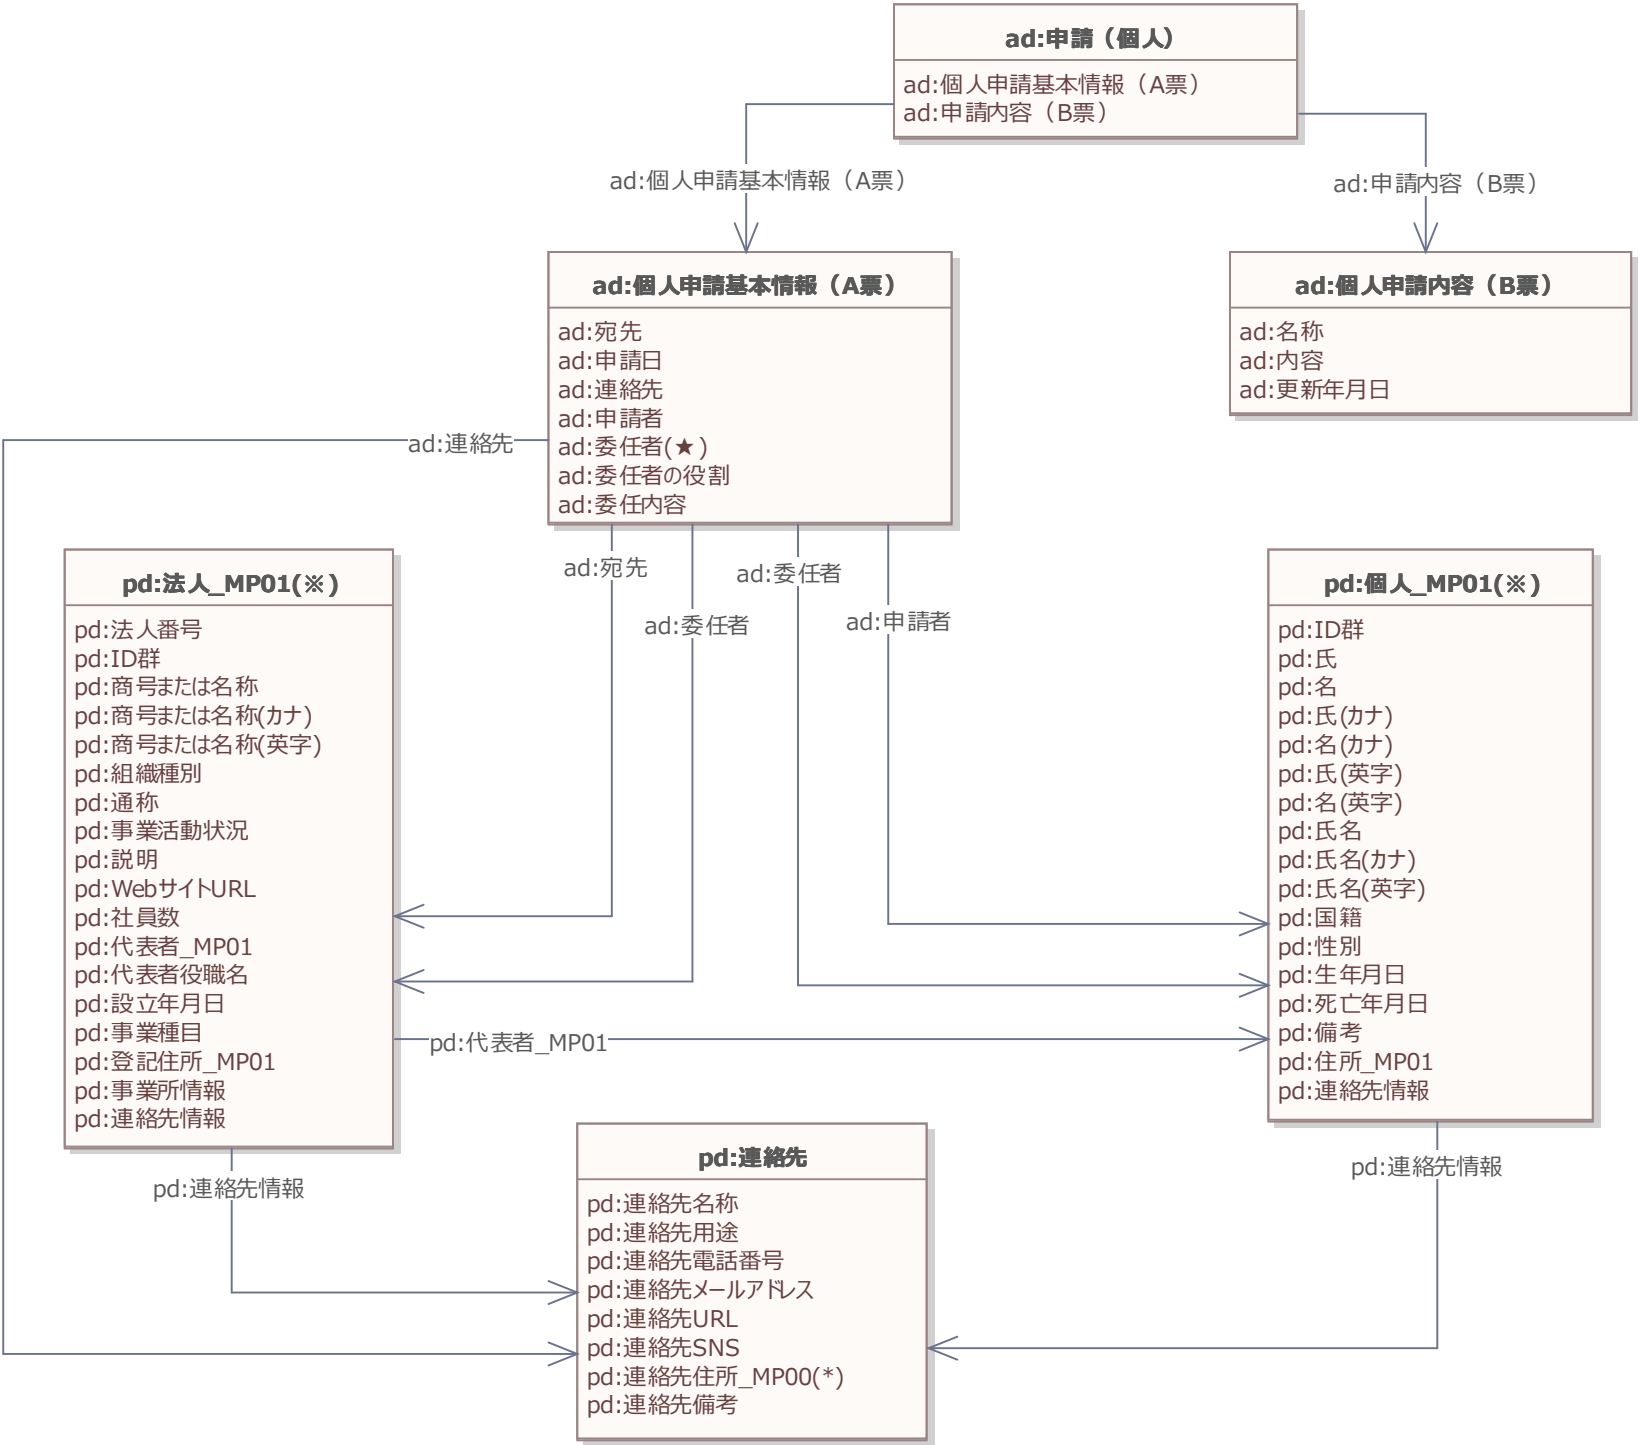 ad:申請（個人）
ad:個人申請基本情報（A票）
ad:申請内容（B票）
ad:個人申請基本情報（A票）
ad:申請内容（B票）
ad:個人申請基本情報（A票）
ad:宛先
ad:申請日
ad:連絡先
ad:申請者
ad:委任者(★)
ad:委任者の役割
ad:委任内容
ad:個人申請内容（B票）
ad:名称
ad:内容
ad:更新年月日
ad:連絡先
ad:宛先
ad:委任者
ad:委任者
ad:申請者
pd:法人_MP01(※)
pd:法人番号
pd:ID群
pd:商号または名称
pd:商号または名称(カナ)
pd:商号または名称(英字)
pd:組織種別
pd:通称
pd:事業活動状況
pd:説明
pd:WebサイトURL
pd:社員数
pd:代表者_MP01
pd:代表者役職名
pd:設立年月日
pd:事業種目
pd:登記住所_MP01
pd:事業所情報
pd:連絡先情報
pd:代表者_MP01
pd:個人_MP01(※)
pd:ID群
pd:氏
pd:名
pd:氏(カナ)
pd:名(カナ)
pd:氏(英字)
pd:名(英字)
pd:氏名
pd:氏名(カナ)
pd:氏名(英字)
pd:国籍
pd:性別
pd:生年月日
pd:死亡年月日
pd:備考
pd:住所_MP01
pd:連絡先情報
pd:連絡先情報
pd:連絡先情報
pd:連絡先
pd:連絡先名称
pd:連絡先用途
pd:連絡先電話番号
pd:連絡先メールアドレス
pd:連絡先URL
pd:連絡先SNS
pd:連絡先住所_MP00(*)
pd:連絡先備考